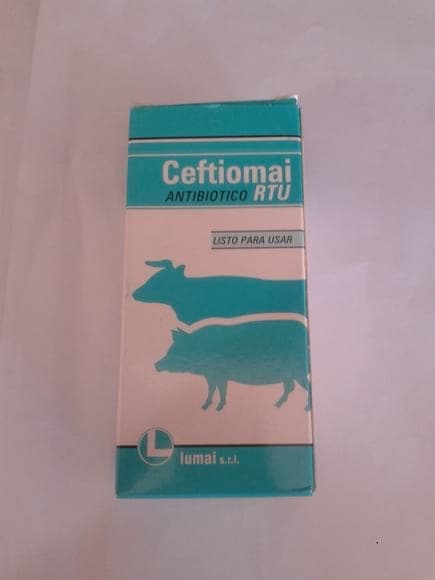 Ceftiomai
ANTIBIOTICO RTU
LISTO PARA USAR
L
lumai s.r.l.